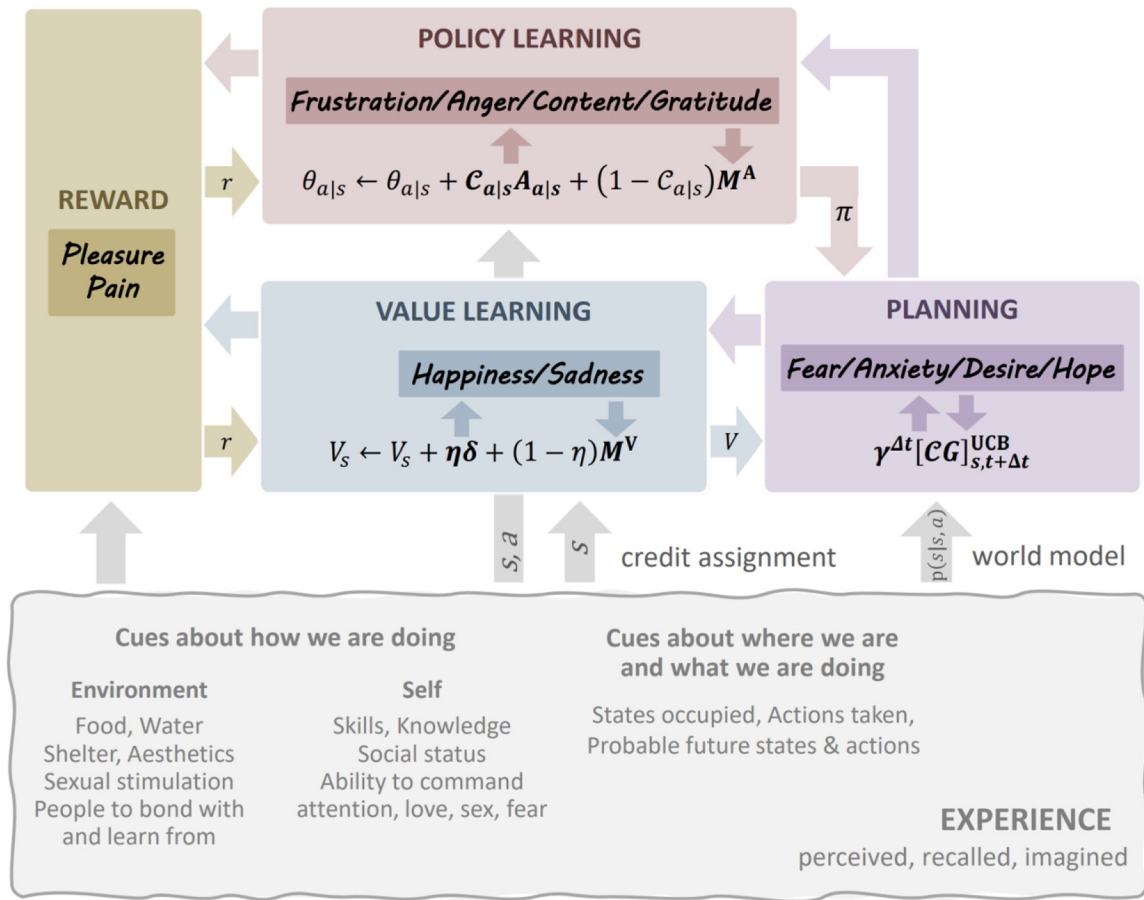 REWARD
Pleasure
Pain
r
r
POLICY LEARNING
Frustration/Anger/Content/Gratitude
θ_{a|s} ← θ_{a|s} + C_{a|s}A_{a|s} + (1 − C_{a|s})M^A
π
VALUE LEARNING
Happiness/Sadness
V_s ← V_s + ηδ + (1 − η)M^V
V
PLANNING
Fear/Anxiety/Desire/Hope
γ^{Δt}[CG]^{UCB}_{s,t+Δt}
s, a
s
credit assignment
p(s|s, a)
world model
Cues about how we are doing
Environment
Food, Water
Shelter, Aesthetics
Sexual stimulation
People to bond with
and learn from
Self
Skills, Knowledge
Social status
Ability to command
attention, love, sex, fear
Cues about where we are
and what we are doing
States occupied, Actions taken,
Probable future states & actions
EXPERIENCE
perceived, recalled, imagined